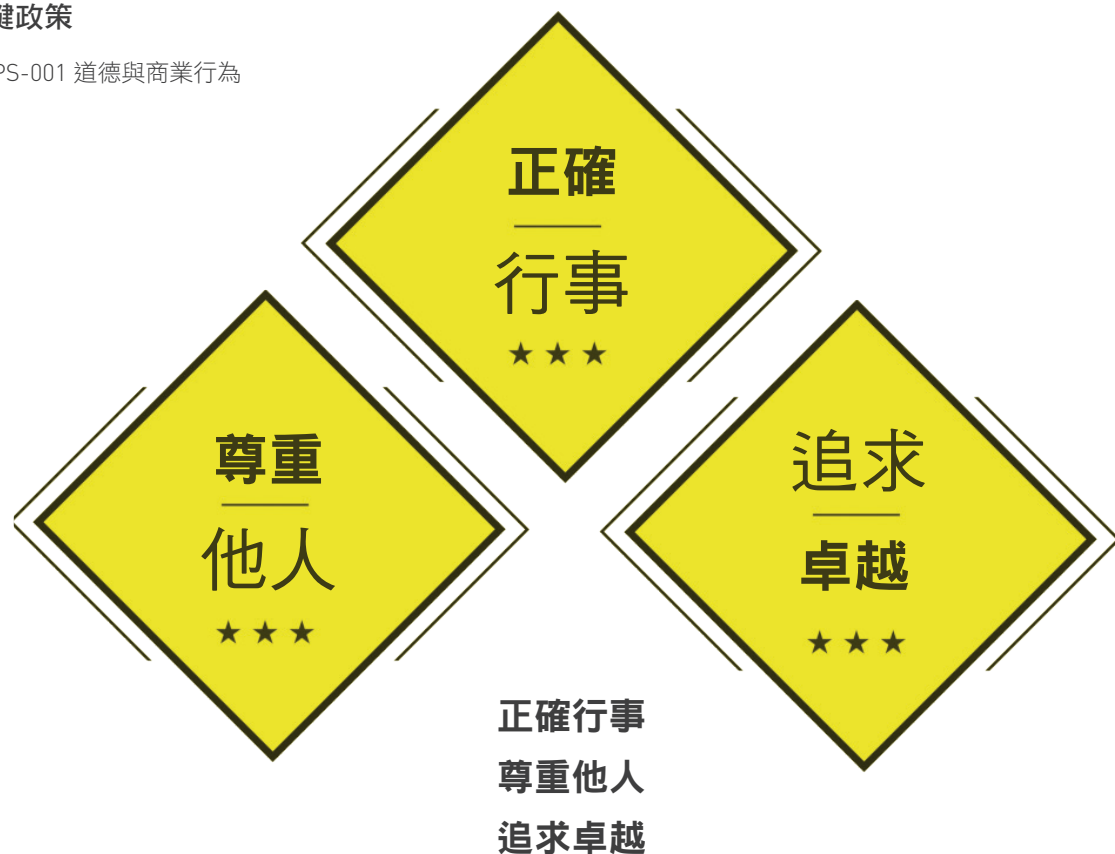 鍵政策
PS-001 道德與商業行為
正確
行事
★ ★ ★
尊重
他人
★ ★ ★
追求
卓越
★ ★ ★
正確行事
尊重他人
追求卓越